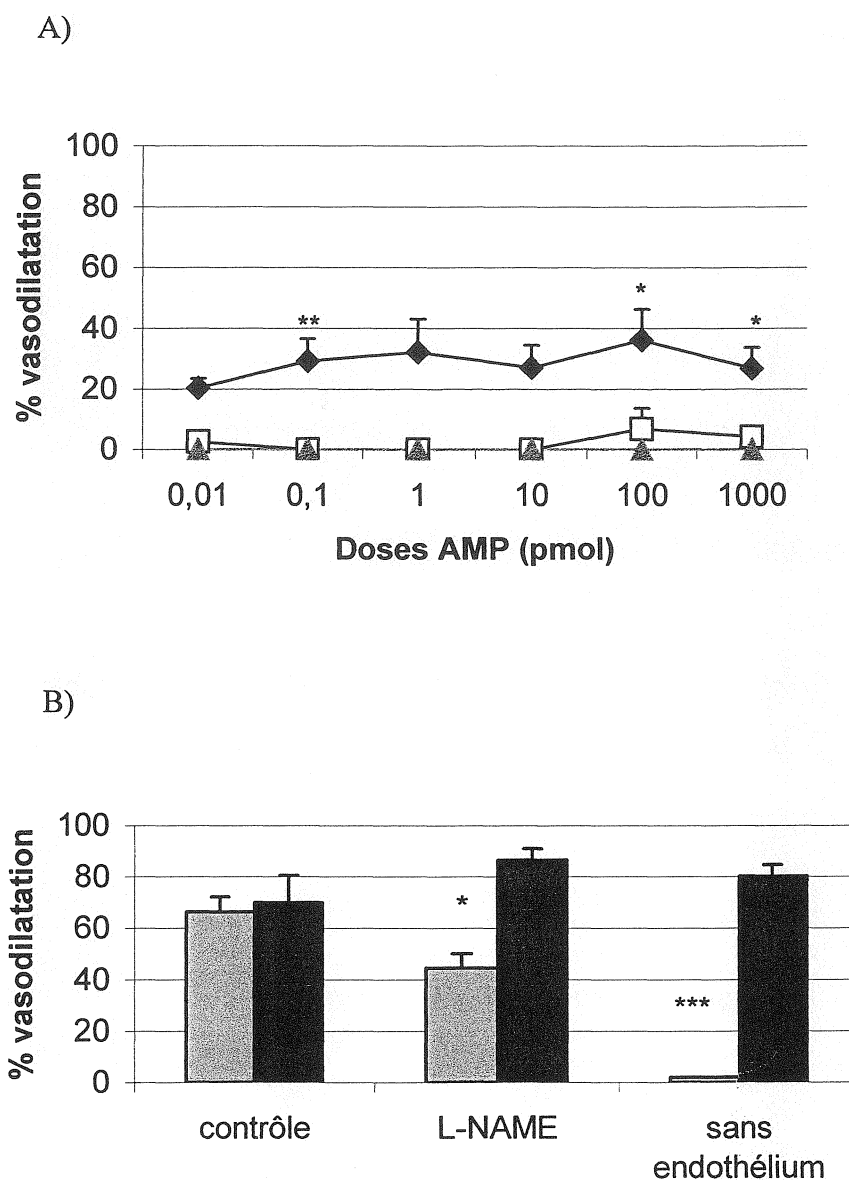 A)
% vasodilatation
100
80
60
40
20
0
**
*
*
0,01 0,1 1 10 100 1000
Doses AMP (pmol)
B)
% vasodilatation
100
80
60
40
20
0
*
***
contrôle L-NAME sans
endothélium